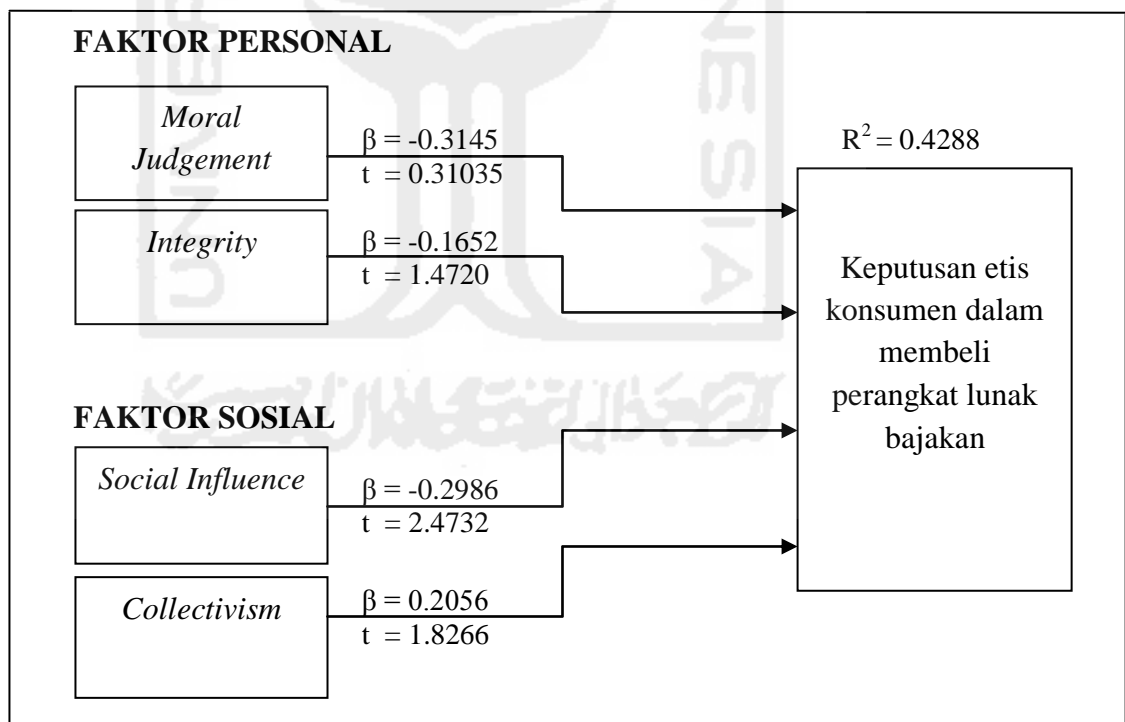 FAKTOR PERSONAL
Moral
Judgement
β = -0.3145
t = 0.31035
Integrity
β = -0.1652
t = 1.4720
FAKTOR SOSIAL
Social Influence
β = -0.2986
t = 2.4732
Collectivism
β = 0.2056
t = 1.8266
R² = 0.4288
Keputusan etis
konsumen dalam
membeli
perangkat lunak
bajakan
NESIA